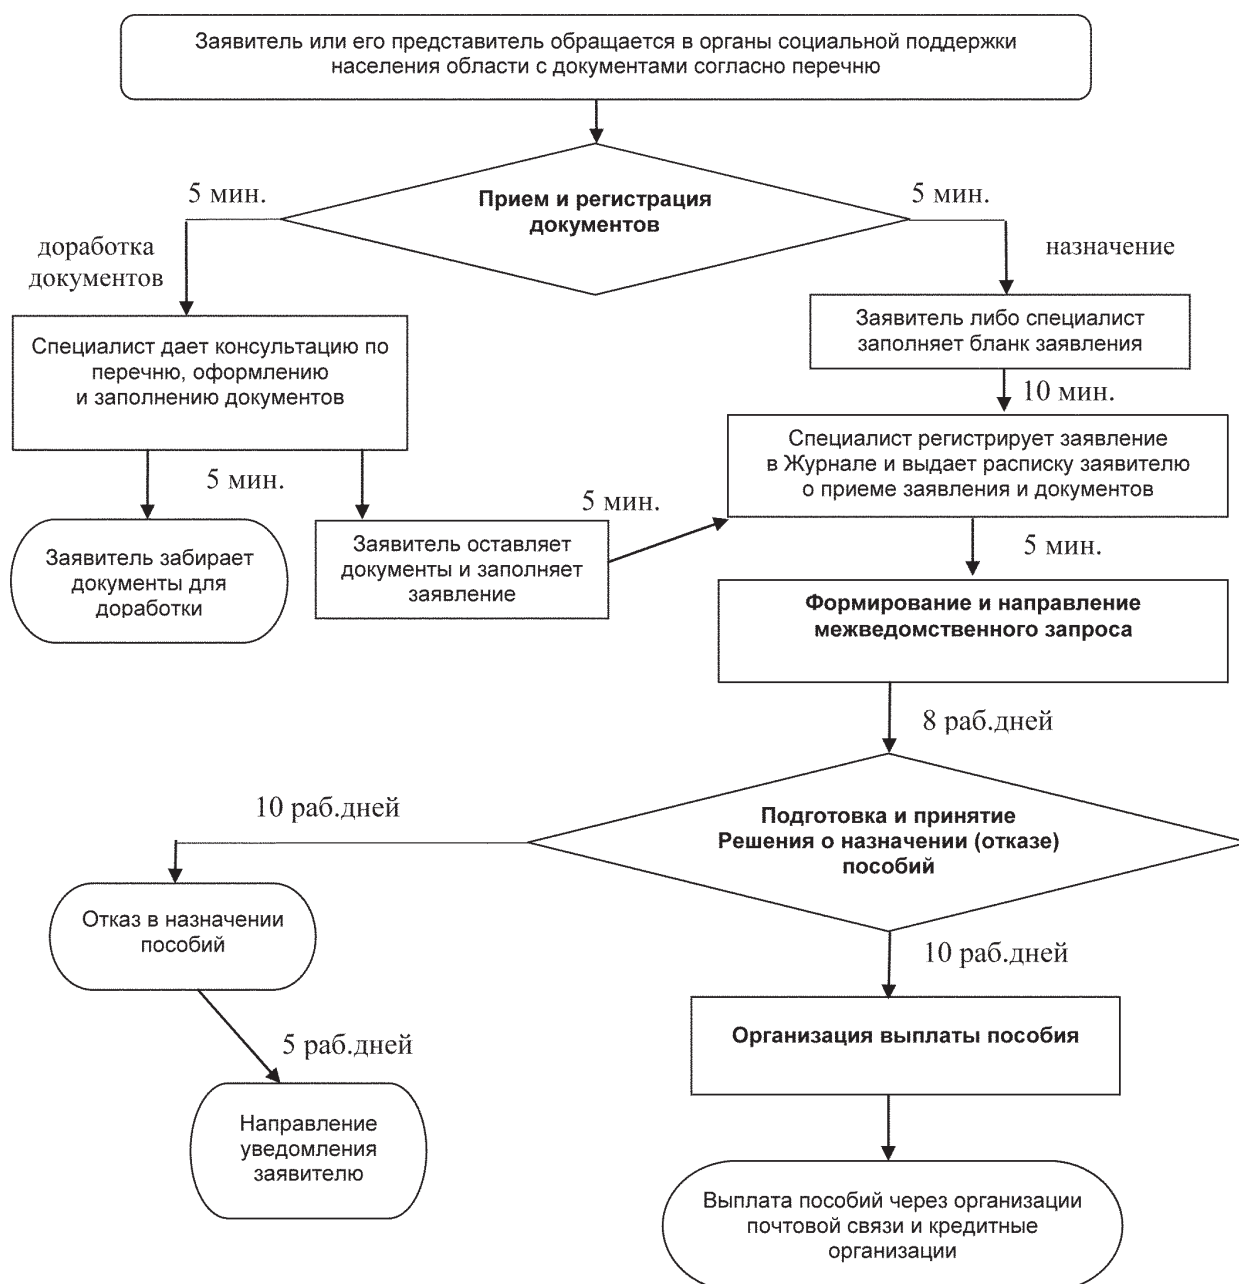 Заявитель или его представитель обращается в органы социальной поддержки
населения области с документами согласно перечню
5 мин.
Прием и регистрация
документов
5 мин.
доработка
документов
назначение
Специалист дает консультацию по
перечню, оформлению
и заполнению документов
Заявитель либо специалист
заполняет бланк заявления
10 мин.
Специалист регистрирует заявление
в Журнале и выдает расписку заявителю
о приеме заявления и документов
5 мин.
5 мин.
Заявитель забирает
документы для
доработки
Заявитель оставляет
документы и заполняет
заявление
5 мин.
Формирование и направление
межведомственного запроса
8 раб.дней
10 раб.дней
Подготовка и принятие
Решения о назначении (отказе)
пособий
Отказ в назначении
пособий
10 раб.дней
5 раб.дней
Организация выплаты пособия
Направление
уведомления
заявителю
Выплата пособий через организации
почтовой связи и кредитные
организации